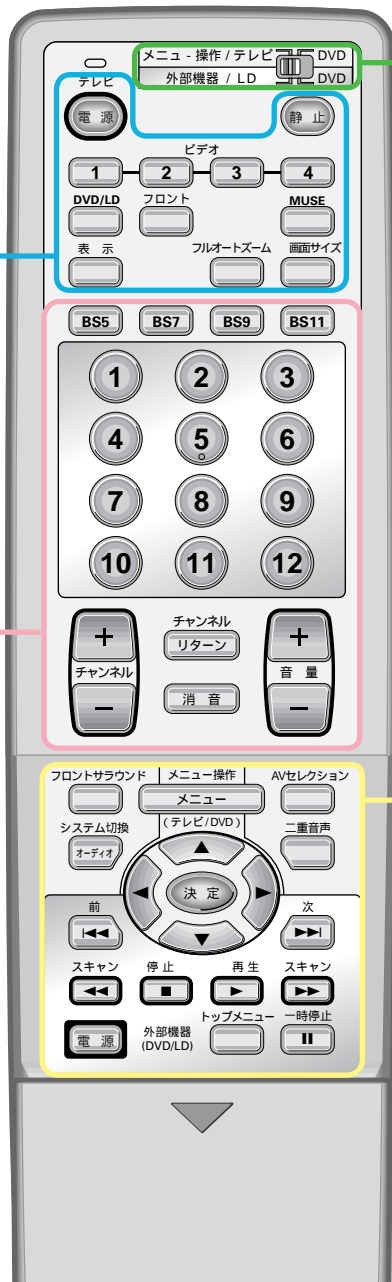 メニュ - 操作 / テレビ DVD
外部機器 / LD DVD
テレビ
電 源 静 止
ビデオ
1 2 3 4
DVD/LD フロント MUSE
表 示 フルオートズーム 画面サイズ
BS5 BS7 BS9 BS11
1 2 3
4 5 6
7 8 9
10 11 12
チャンネル
+ リターン +
チャンネル 音 量
- 消 音 -
フロントサラウンド メニュー操作 AVセレクション
メニュー
システム切換 (テレビ/DVD) 二重音声
オーディオ
決 定
前 次
スキャン 停 止 再 生 スキャン
トップメニュー 一時停止
電 源 外部機器
(DVD/LD)